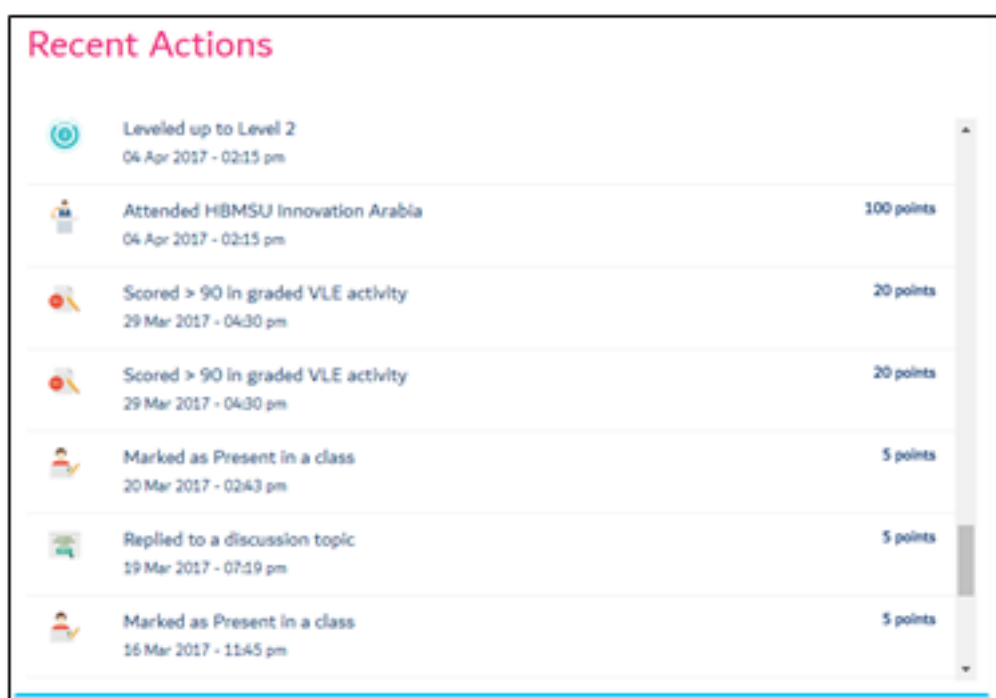 Recent Actions
Leveled up to Level 2
04 Apr 2017 - 02:15 pm
Attended HBMSU Innovation Arabia
100 points
04 Apr 2017 - 02:15 pm
Scored > 90 in graded VLE activity
20 points
29 Mar 2017 - 04:30 pm
Scored > 90 in graded VLE activity
20 points
29 Mar 2017 - 04:30 pm
Marked as Present in a class
5 points
20 Mar 2017 - 02:43 pm
Replied to a discussion topic
5 points
19 Mar 2017 - 07:19 pm
Marked as Present in a class
5 points
16 Mar 2017 - 11:45 pm